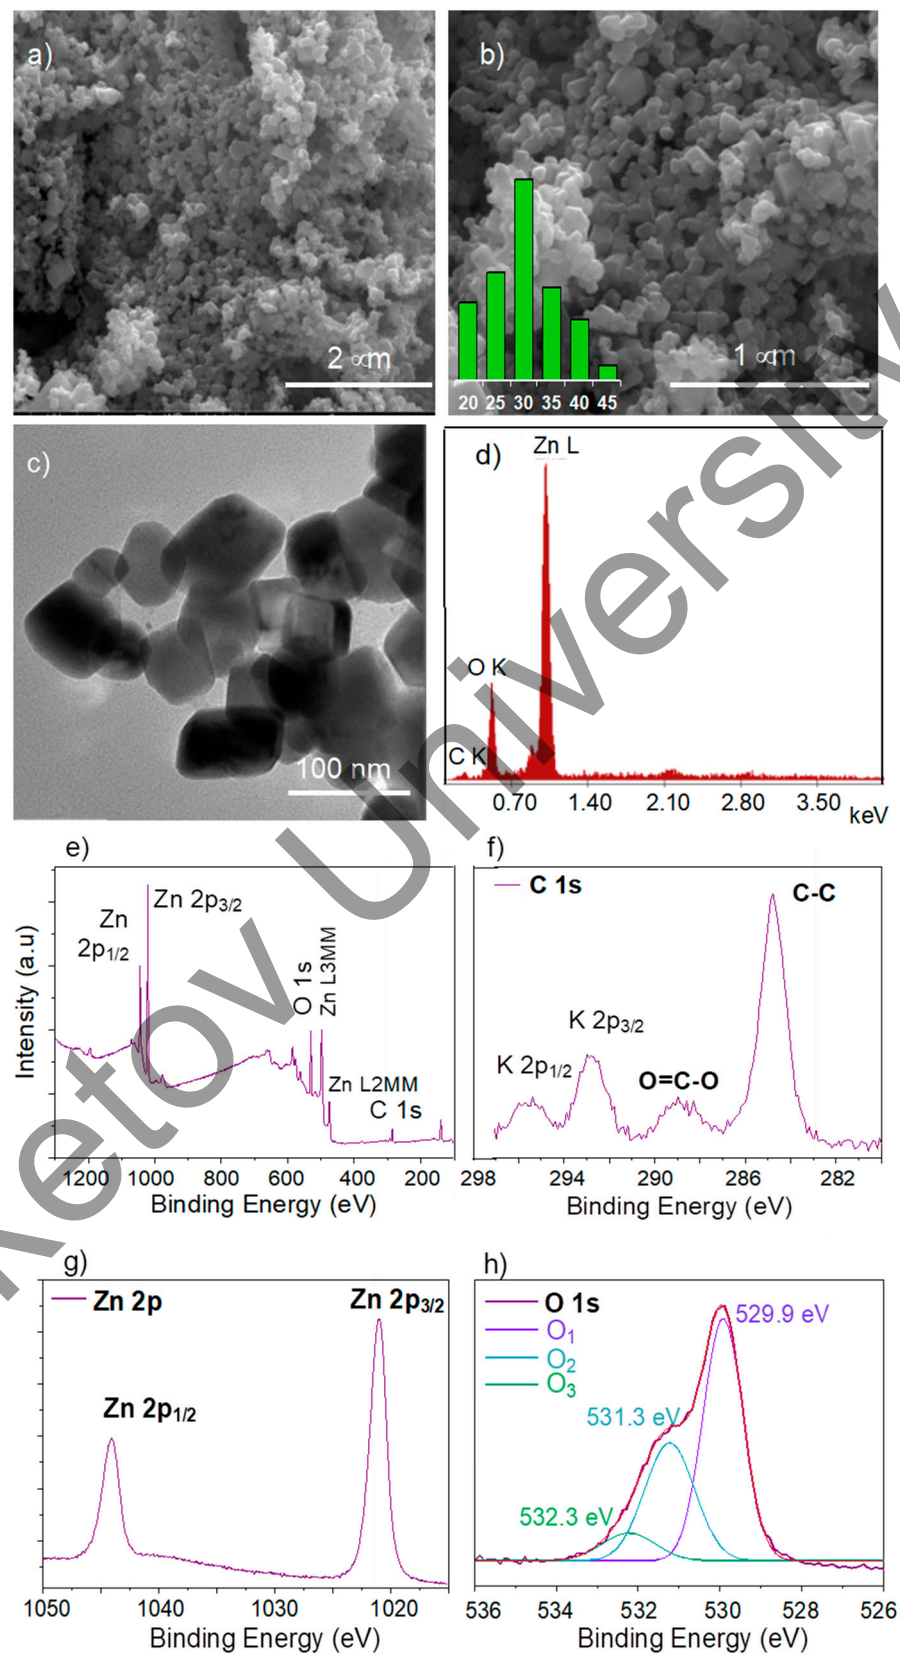 a)
2 ∝m
b)
1 ∝m
20 25 30 35 40 45
c)
100 nm
d)
Zn L
O K
C K
0.70 1.40 2.10 2.80 3.50
keV
e)
Zn 2p3/2
Zn
2p1/2
O 1s
Zn L3MM
Zn L2MM
C 1s
Intensity (a.u)
1200 1000 800 600 400 200
Binding Energy (eV)
f)
C 1s
C-C
K 2p3/2
K 2p1/2
O=C-O
298 294 290 286 282
Binding Energy (eV)
g)
Zn 2p
Zn 2p3/2
Zn 2p1/2
1050 1040 1030 1020
Binding Energy (eV)
h)
O 1s
O1
O2
O3
529.9 eV
531.3 eV
532.3 eV
536 534 532 530 528 526
Binding Energy (eV)
ketov University